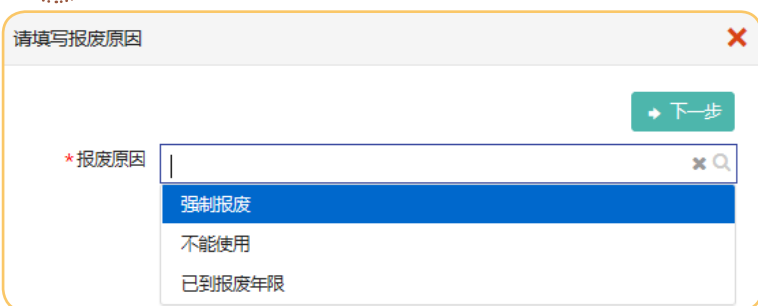 请填写报废原因
下一步
*报废原因
强制报废
不能使用
已到报废年限